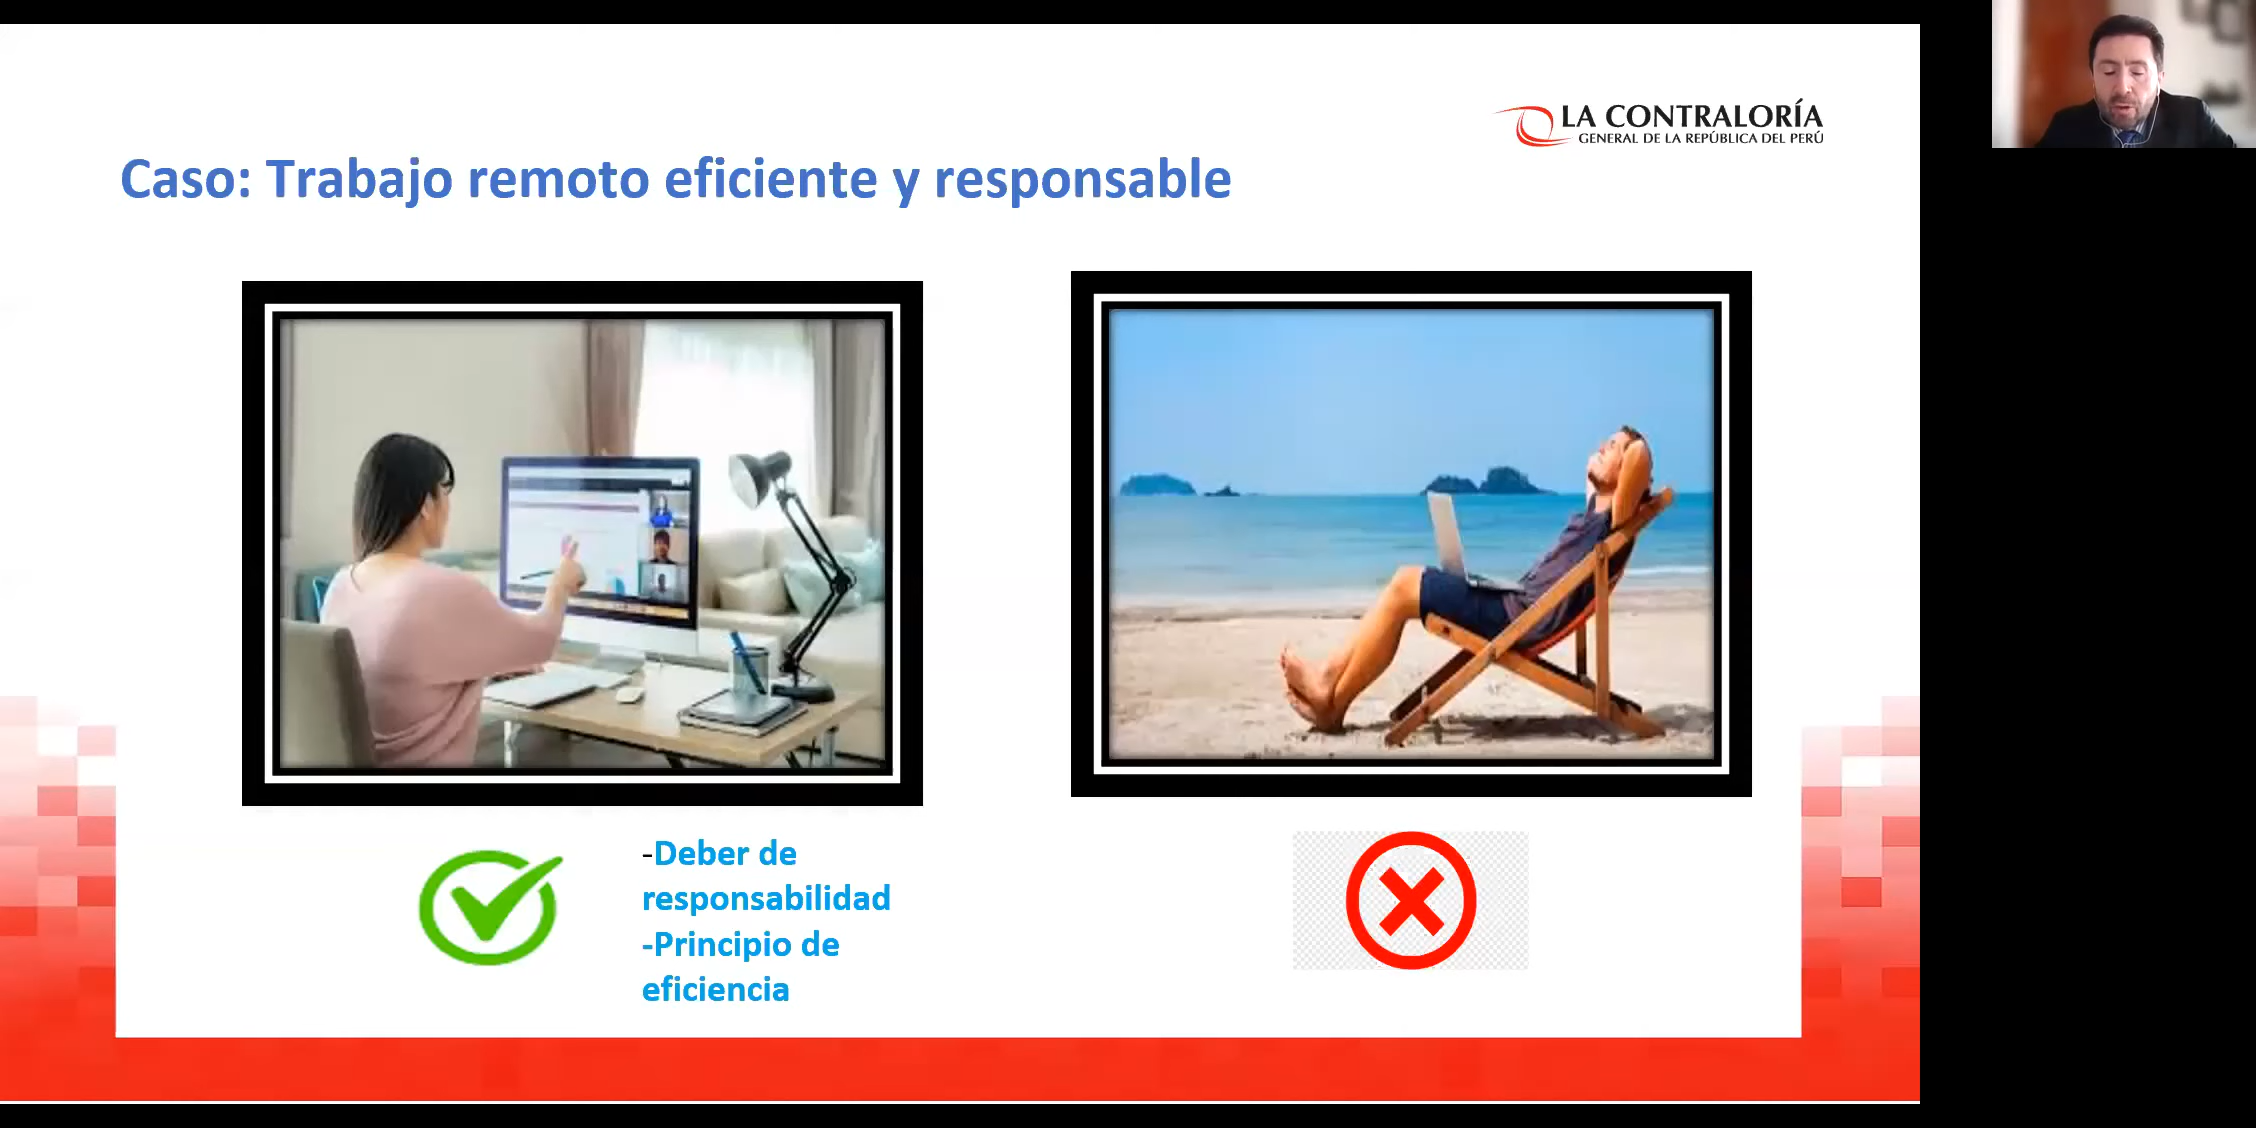 LA CONTRALORÍA
GENERAL DE LA REPÚBLICA DEL PERÚ
Caso: Trabajo remoto eficiente y responsable
-Deber de
responsabilidad
-Principio de
eficiencia